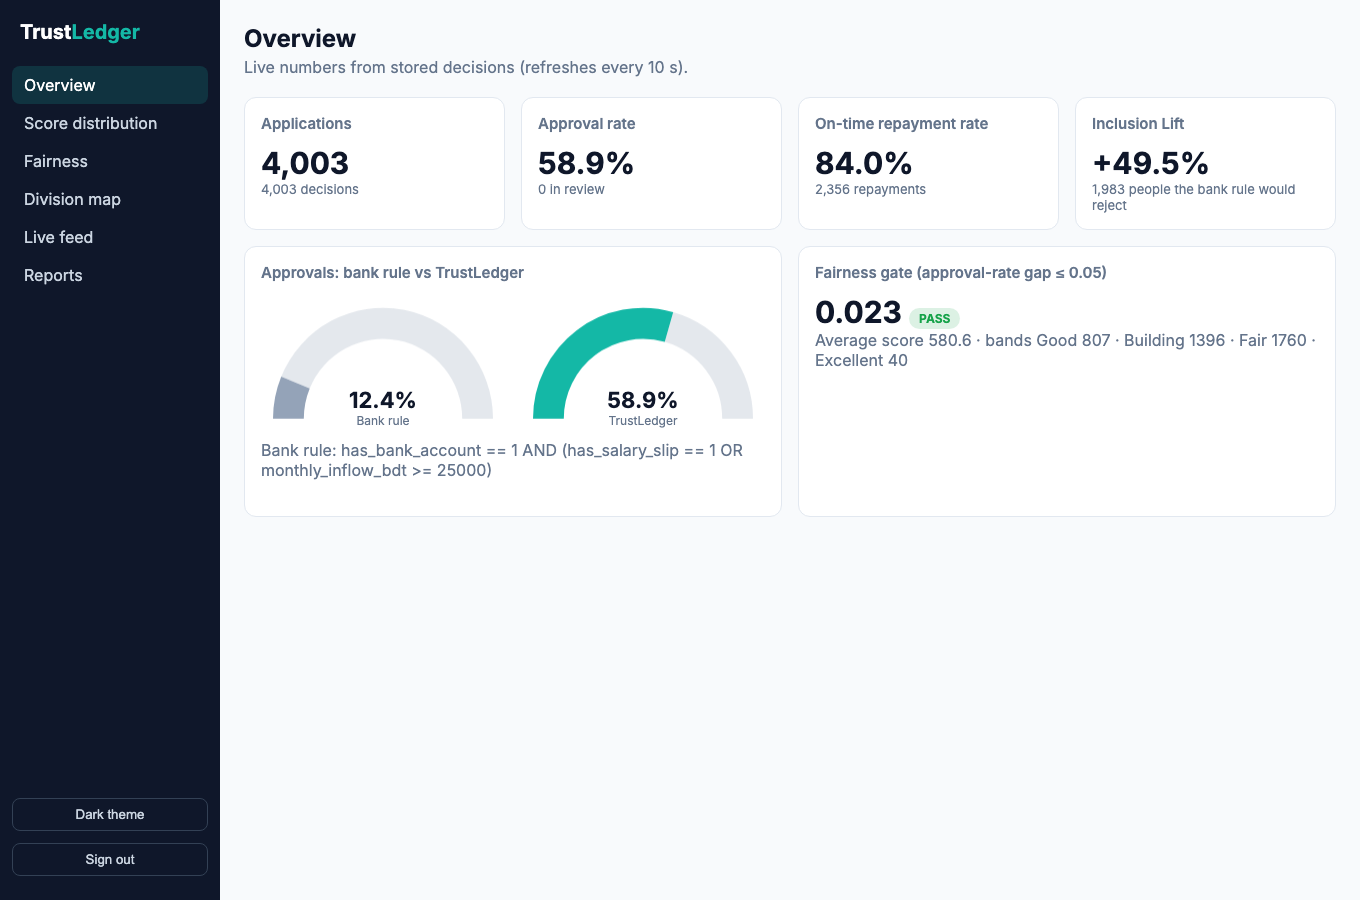 TrustLedger
Overview
Score distribution
Fairness
Division map
Live feed
Reports
Dark theme
Sign out
Overview
Live numbers from stored decisions (refreshes every 10 s).
Applications
4,003
4,003 decisions
Approval rate
58.9%
0 in review
On-time repayment rate
84.0%
2,356 repayments
Inclusion Lift
+49.5%
1,983 people the bank rule would
reject
Approvals: bank rule vs TrustLedger
12.4%
Bank rule
58.9%
TrustLedger
Bank rule: has_bank_account == 1 AND (has_salary_slip == 1 OR
monthly_inflow_bdt >= 25000)
Fairness gate (approval-rate gap ≤ 0.05)
0.023 PASS
Average score 580.6 · bands Good 807 · Building 1396 · Fair 1760 ·
Excellent 40